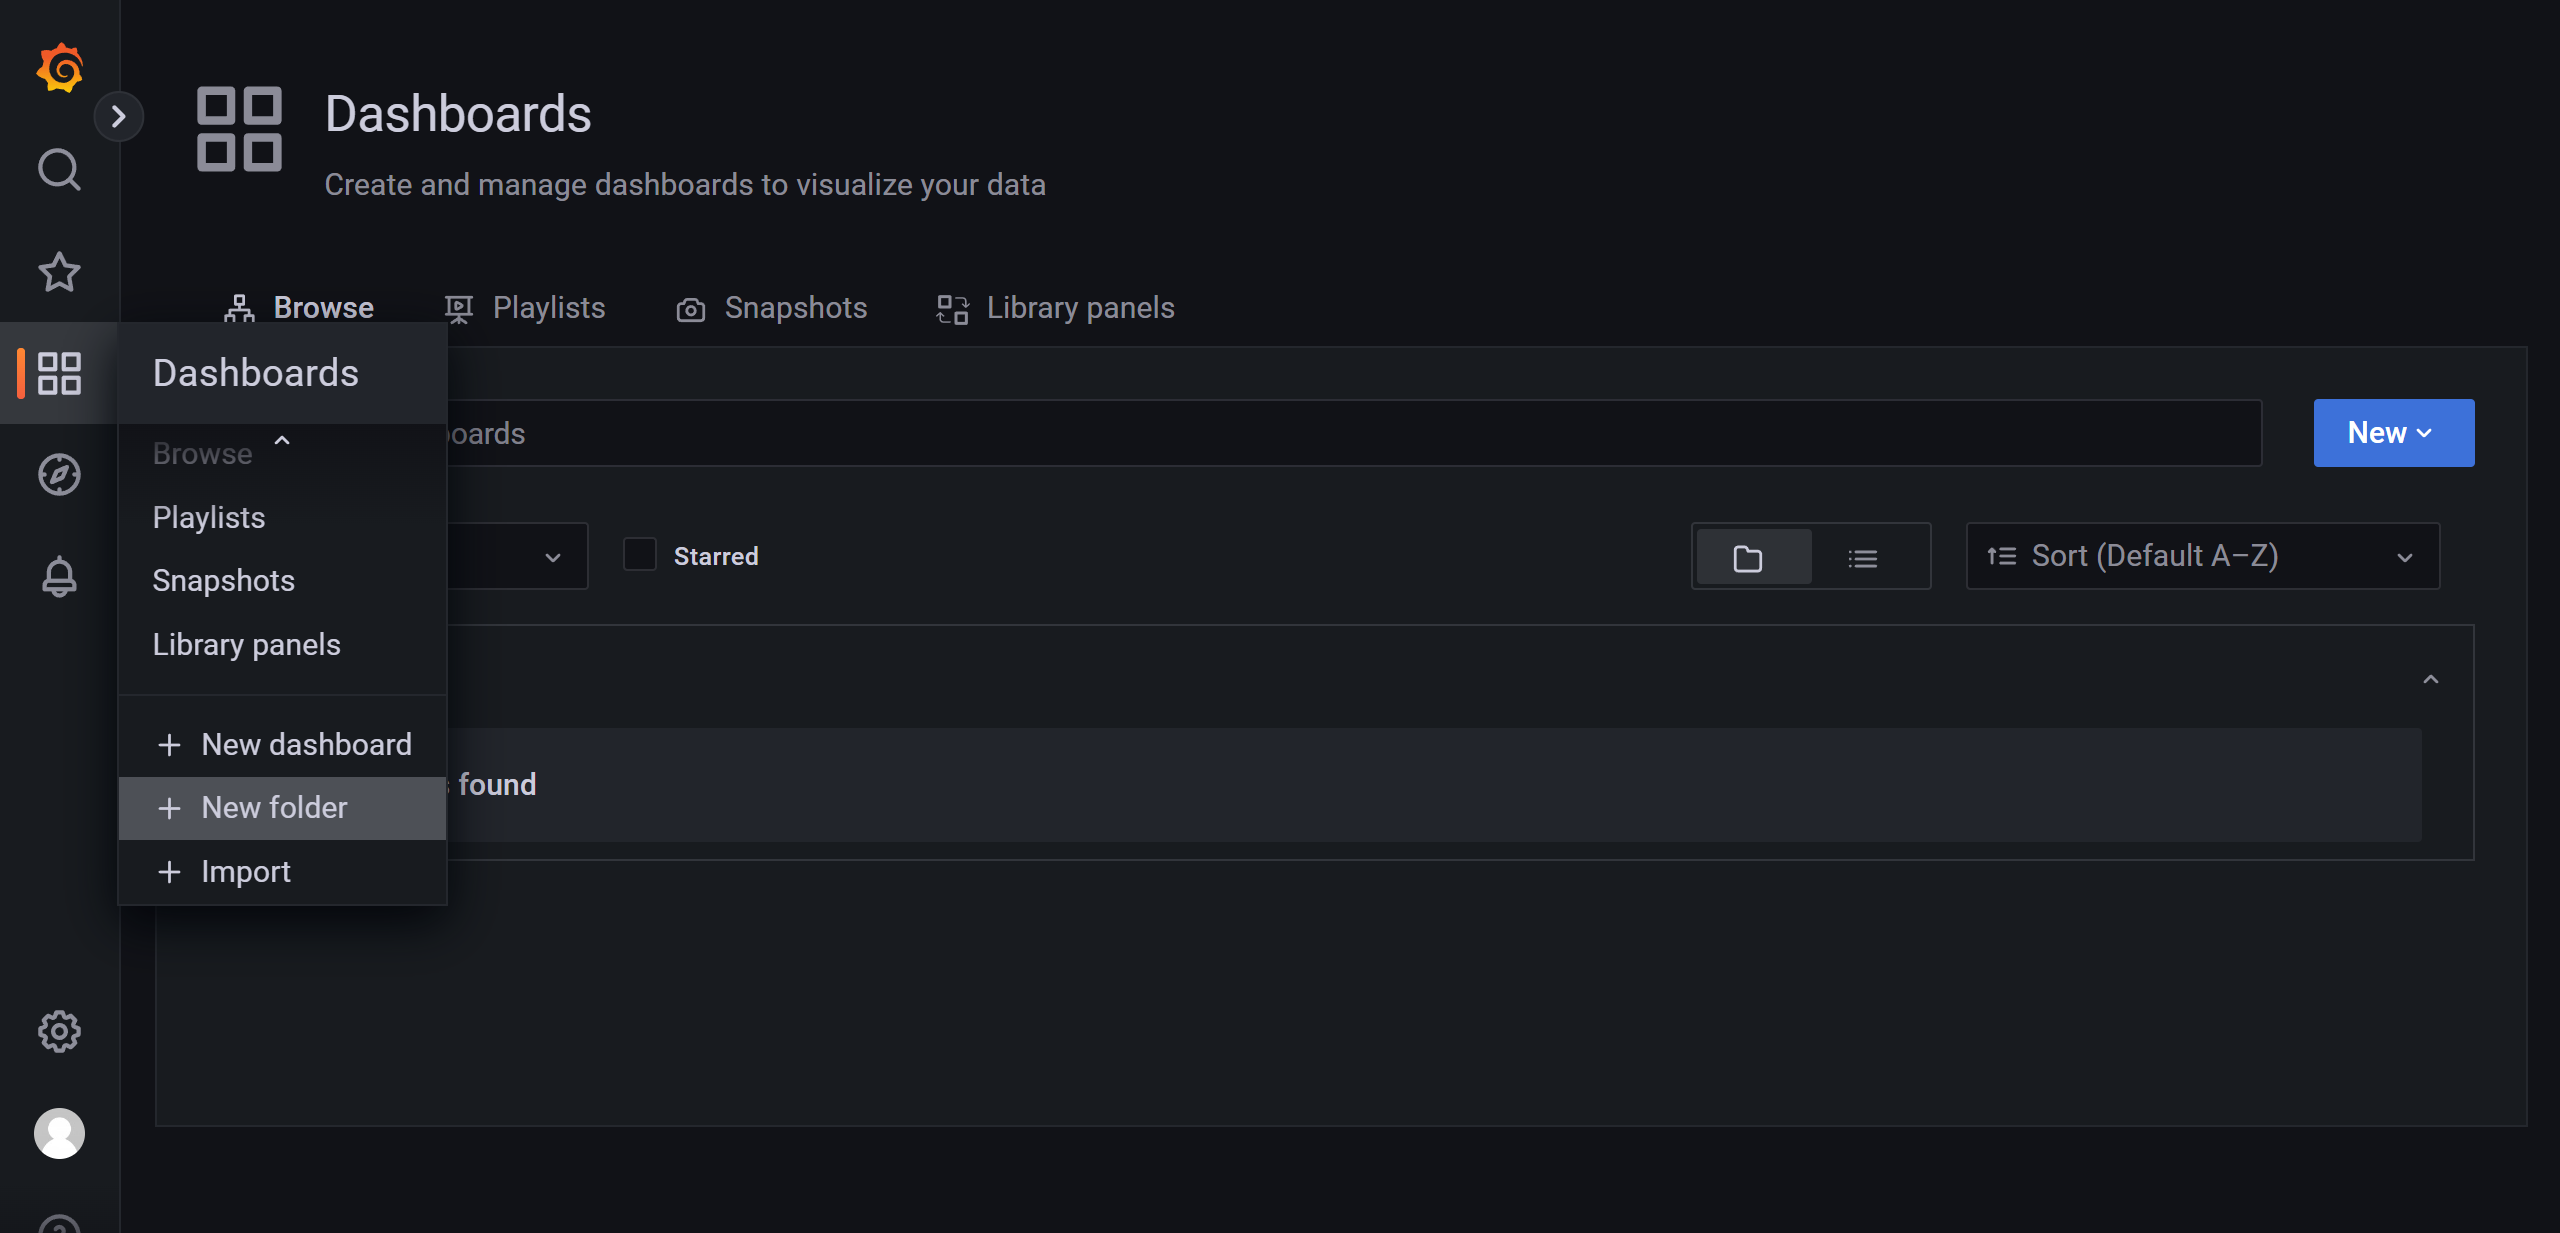 Dashboards
Create and manage dashboards to visualize your data
Browse Playlists Snapshots Library panels
Dashboards
Browse
Playlists
Snapshots
Library panels
New dashboard
New folder
Import
New
Starred
Sort (Default A–Z)
found